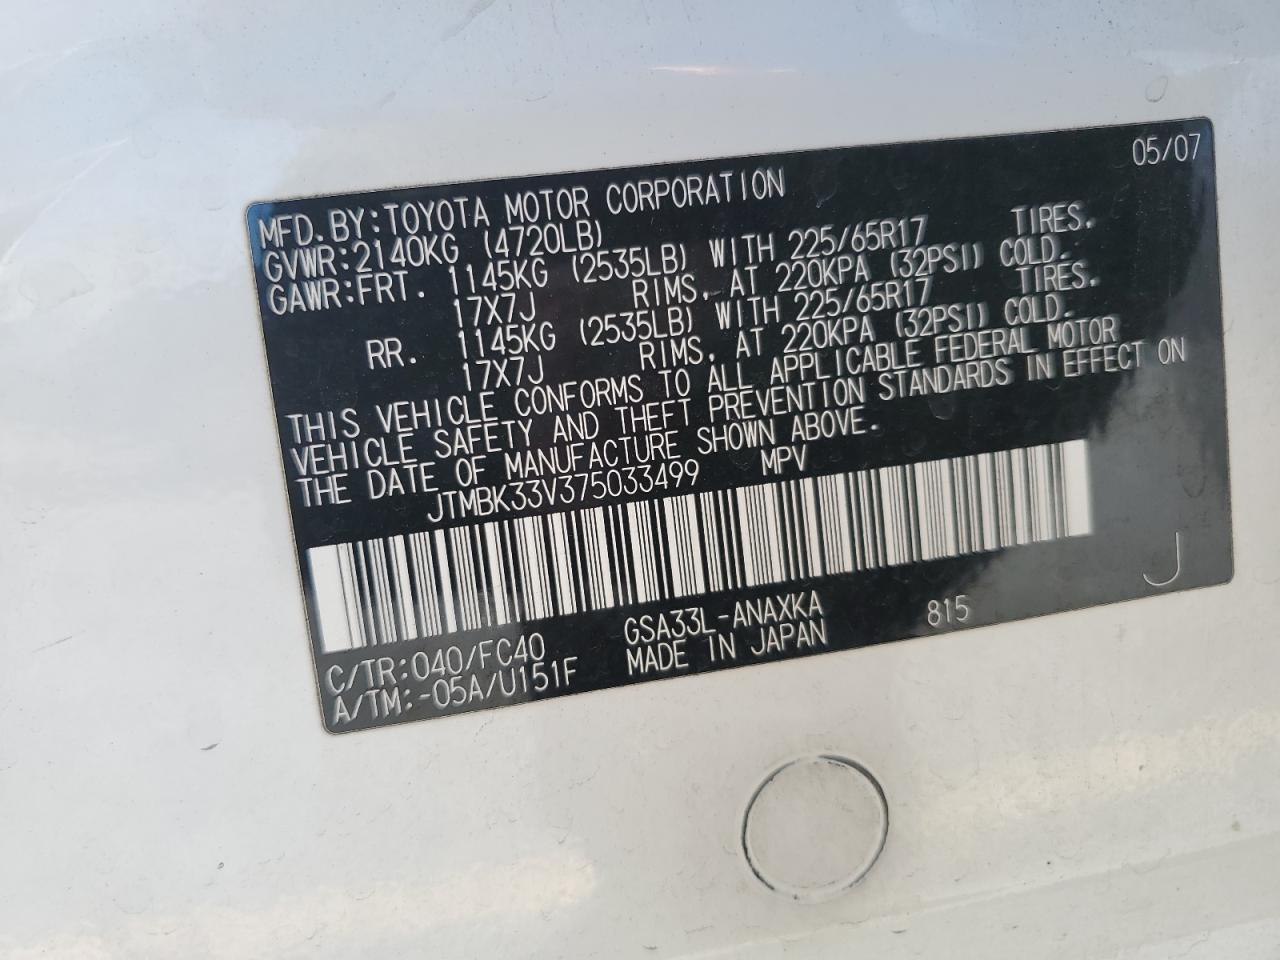 05/07
MFD.BY:TOYOTA MOTOR CORPORATION
GVWR:2140KG (4720LB)
GAWR:FRT. 1145KG (2535LB) WITH 225/65R17 TIRES.
17X7J RIMS, AT 220KPA (32PSI) COLD.
RR. 1145KG (2535LB) WITH 225/65R17 TIRES.
17X7J RIMS, AT 220KPA (32PSI) COLD.
THIS VEHICLE CONFORMS TO ALL APPLICABLE FEDERAL MOTOR
VEHICLE SAFETY AND THEFT PREVENTION STANDARDS IN EFFECT ON
THE DATE OF MANUFACTURE SHOWN ABOVE.
JTMBK33V375033499 MPV
C/TR:040/FC40 GSA33L-ANAXKA 815 J
A/TM:-05A/U151F MADE IN JAPAN